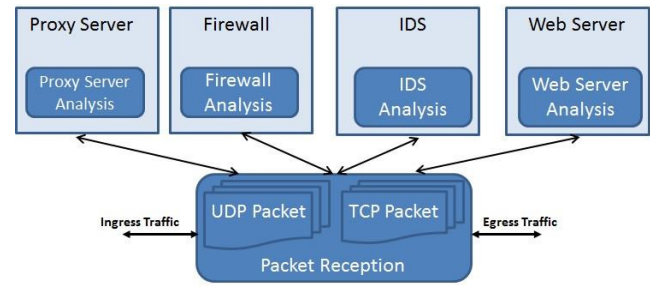 Proxy Server
Firewall
IDS
Web Server
Proxy Server
Analysis
Firewall
Analysis
IDS
Analysis
Web Server
Analysis
UDP Packet
TCP Packet
Ingress Traffic
Egress Traffic
Packet Reception